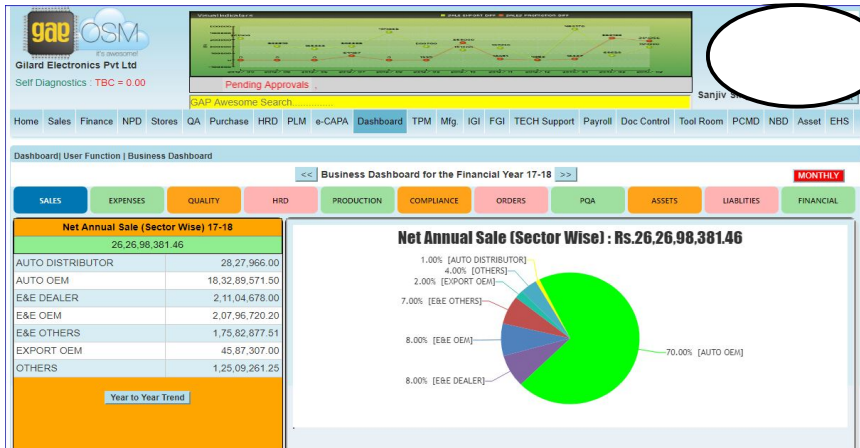 gap OSM
It's awesome!
Gilard Electronics Pvt Ltd
Self Diagnostics : TBC = 0.00
Pending Approvals ,
GAP Awesome Search..............
Sanjiv
Home Sales Finance NPD Stores QA Purchase HRD PLM e-CAPA Dashboard TPM Mfg. IGI FGI TECH Support Payroll Doc Control Tool Room PCMD NBD Asset EHS
Dashboard| User Function | Business Dashboard
<< Business Dashboard for the Financial Year 17-18 >>
MONTHLY
SALES EXPENSES QUALITY HRD PRODUCTION COMPLIANCE ORDERS PQA ASSETS LIABLITIES FINANCIAL
Net Annual Sale (Sector Wise) 17-18
26,26,98,381.46
AUTO DISTRIBUTOR 28,27,966.00
AUTO OEM 18,32,89,571.50
E&E DEALER 2,11,04,678.00
E&E OEM 2,07,96,720.20
E&E OTHERS 1,75,82,877.51
EXPORT OEM 45,87,307.00
OTHERS 1,25,09,261.25
Year to Year Trend
Net Annual Sale (Sector Wise) : Rs.26,26,98,381.46
1.00% [AUTO DISTRIBUTOR]
4.00% [OTHERS]
2.00% [EXPORT OEM]
7.00% [E&E OTHERS]
8.00% [E&E OEM]
8.00% [E&E DEALER]
70.00% [AUTO OEM]